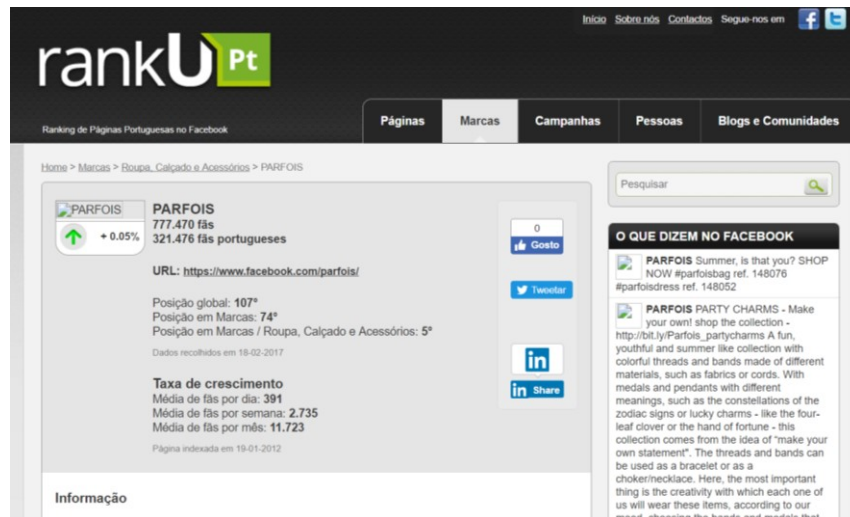 Início Sobre nós Contactos Segue-nos em
rankU Pt
Ranking de Páginas Portuguesas no Facebook
Páginas Marcas Campanhas Pessoas Blogs e Comunidades
Home > Marcas > Roupa, Calçado e Acessórios > PARFOIS
PARFOIS
+ 0.05%
PARFOIS
777.470 fãs
321.476 fãs portugueses
URL: https://www.facebook.com/parfois/
Posição global: 107º
Posição em Marcas: 74º
Posição em Marcas / Roupa, Calçado e Acessórios: 5º
Dados recolhidos em 18-02-2017
Taxa de crescimento
Média de fãs por dia: 391
Média de fãs por semana: 2.735
Média de fãs por mês: 11.723
Página indexada em 19-01-2012
0
Gosto
Tweetar
in
in Share
Informação
Pesquisar
O QUE DIZEM NO FACEBOOK
PARFOIS Summer, is that you? SHOP
NOW #parfoisbag ref. 148076
#parfoisdress ref. 148052
PARFOIS PARTY CHARMS - Make
your own! shop the collection -
http://bit.ly/Parfois_partycharms A fun,
youthful and summer like collection with
colorful threads and bands made of different
materials, such as fabrics or cords. With
medals and pendants with different
meanings, such as the constellations of the
zodiac signs or lucky charms - like the four-
leaf clover or the hand of fortune - this
collection comes from the idea of "make your
own statement". The threads and bands can
be used as a bracelet or as a
choker/necklace. Here, the most important
thing is the creativity with which each one of
us will wear these items, according to our
mood, choosing the bands and medals that